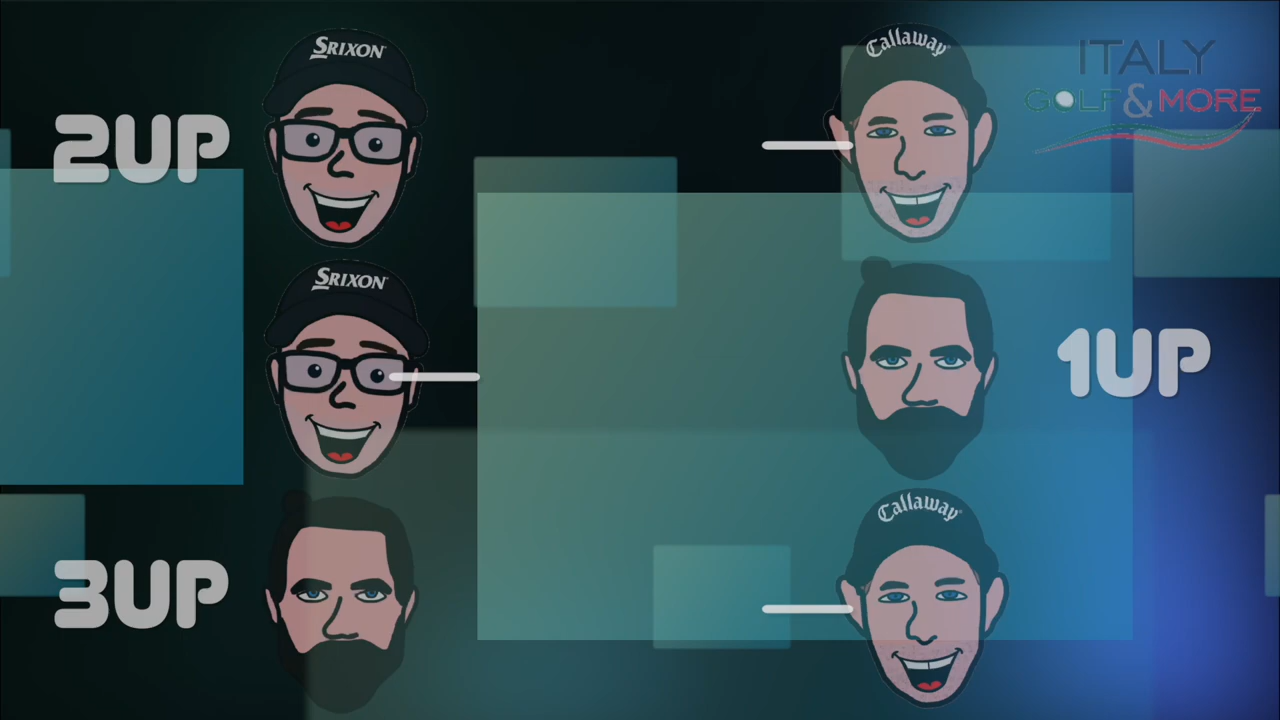 SRIXON
Callaway
ITALY
GOLF & MORE
2UP
SRIXON
1UP
Callaway
3UP